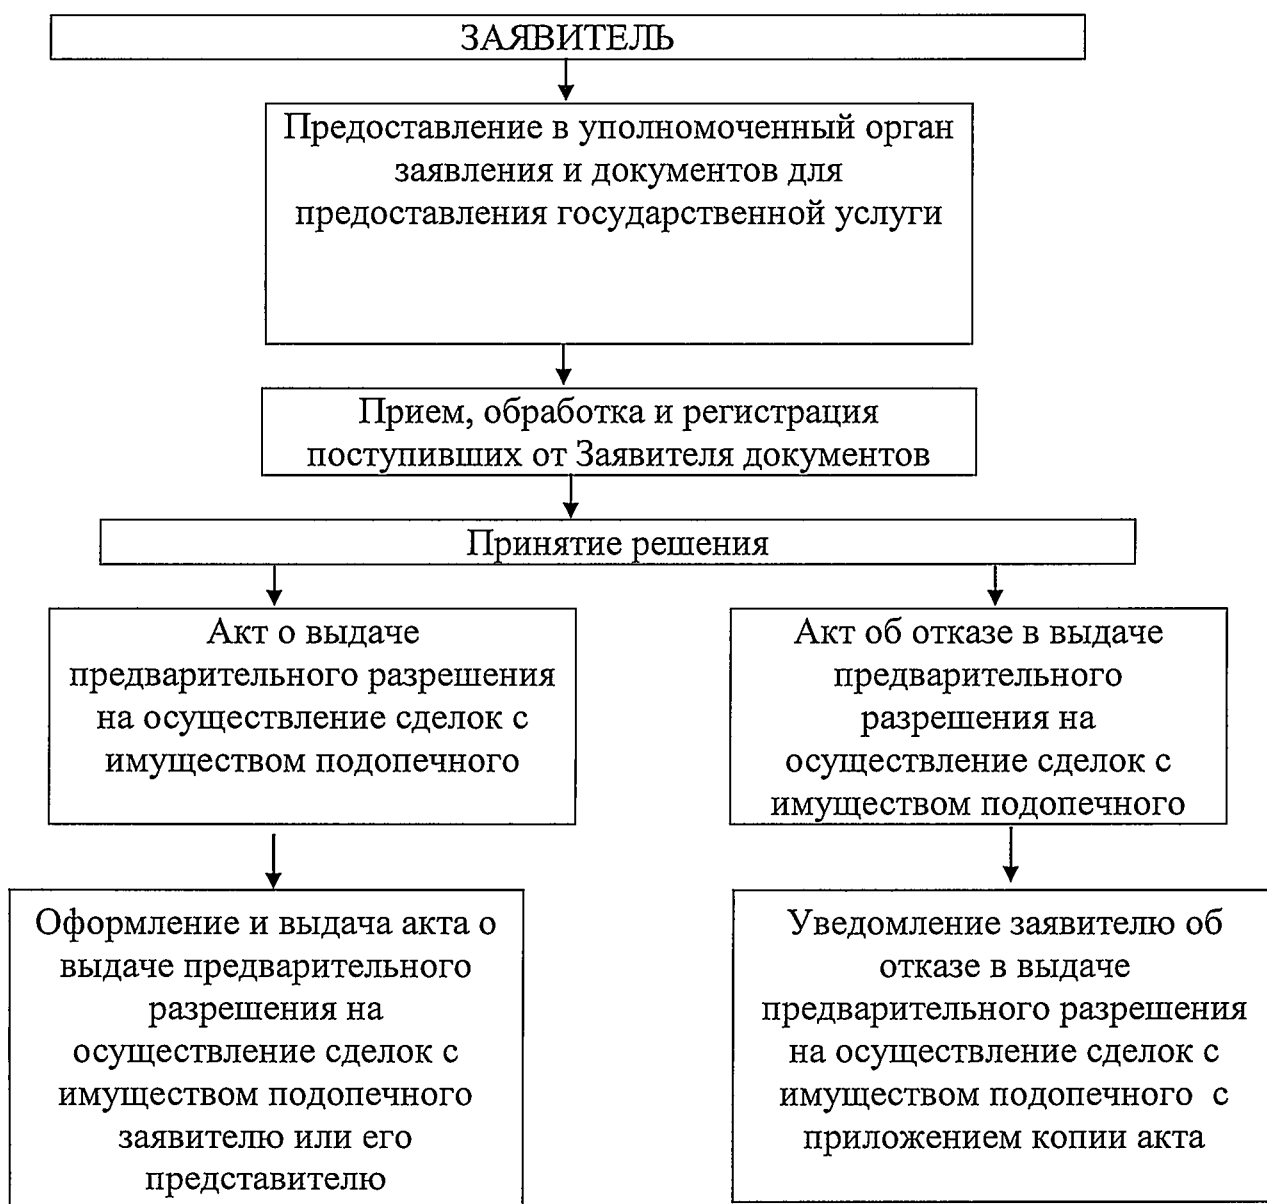 ЗАЯВИТЕЛЬ
Предоставление в уполномоченный орган
заявления и документов для
предоставления государственной услуги
Прием, обработка и регистрация
поступивших от Заявителя документов
Принятие решения
Акт о выдаче
предварительного разрешения
на осуществление сделок с
имуществом подопечного
Акт об отказе в выдаче
предварительного
разрешения на
осуществление сделок с
имуществом подопечного
Оформление и выдача акта о
выдаче предварительного
разрешения на
осуществление сделок с
имуществом подопечного
заявителю или его
представителю
Уведомление заявителю об
отказе в выдаче
предварительного разрешения
на осуществление сделок с
имуществом подопечного с
приложением копии акта